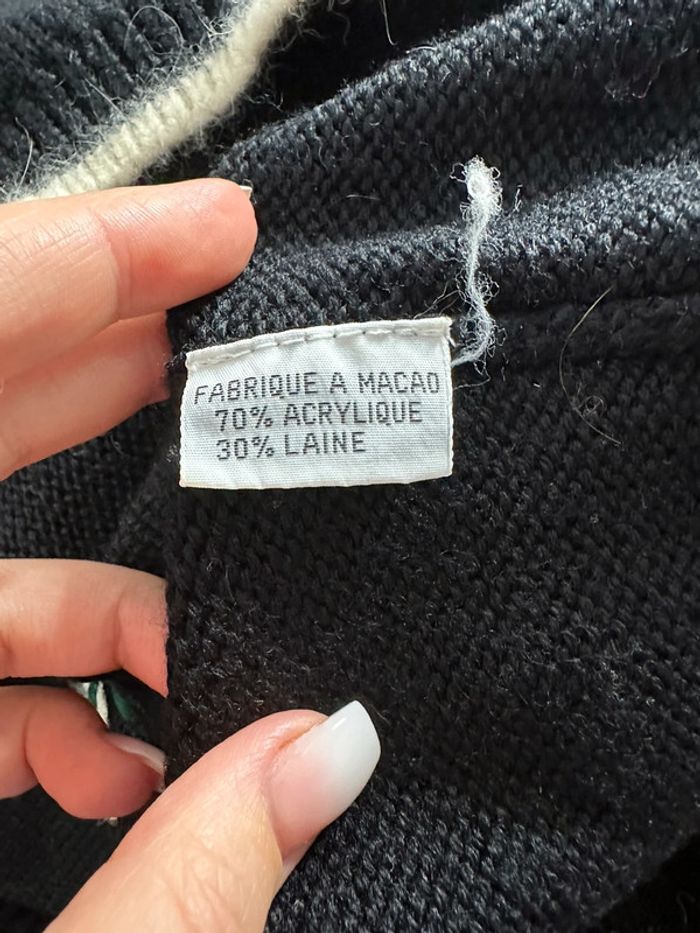 FABRIQUE A MACAO
70% ACRYLIQUE
30% LAINE